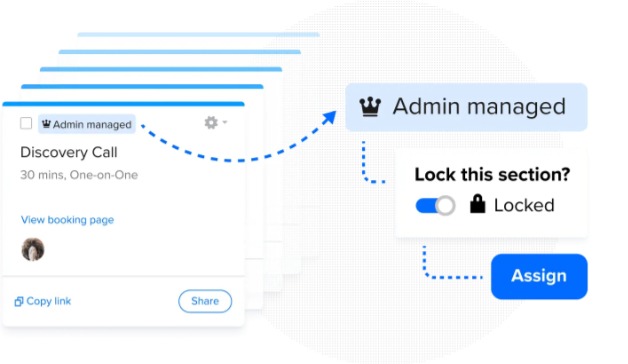 Admin managed
Discovery Call
30 mins, One-on-One
View booking page
Copy link
Share
Admin managed
Lock this section?
Locked
Assign